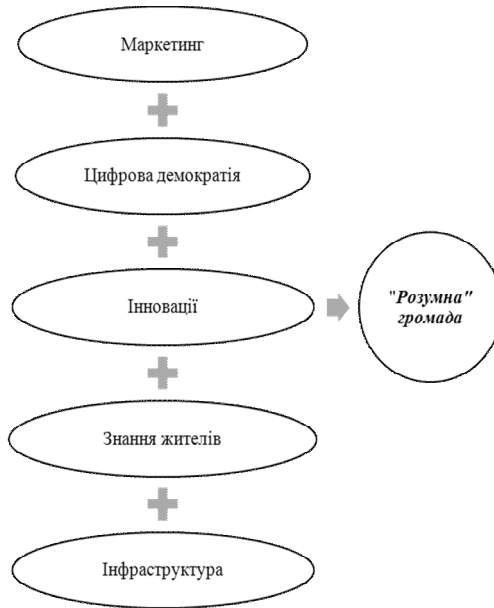 Маркетинг
Цифрова демократія
Інновації
"Розумна"
громада
Знання жителів
Інфраструктура